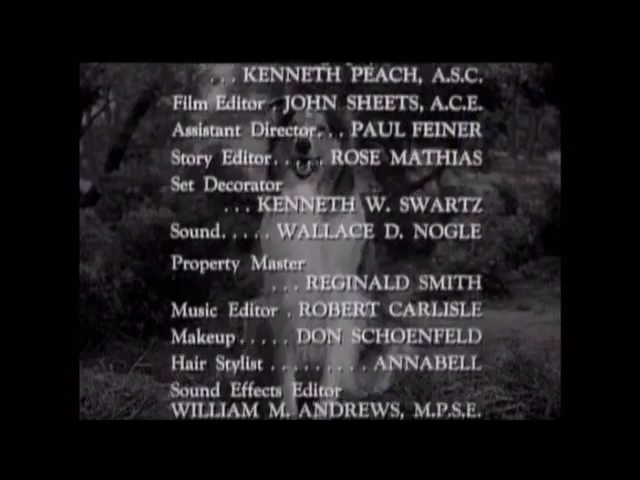 . . . KENNETH PEACH, A.S.C.
Film Editor . JOHN SHEETS, A.C.E.
Assistant Director. . . PAUL FEINER
Story Editor. . . . . ROSE MATHIAS
Set Decorator
. . . KENNETH W. SWARTZ
Sound. . . . . WALLACE D. NOGLE
Property Master
. . . REGINALD SMITH
Music Editor . ROBERT CARLISLE
Makeup . . . . . DON SCHOENFELD
Hair Stylist . . . . . . . . . ANNABELL
Sound Effects Editor
WILLIAM M. ANDREWS, M.P.S.E.